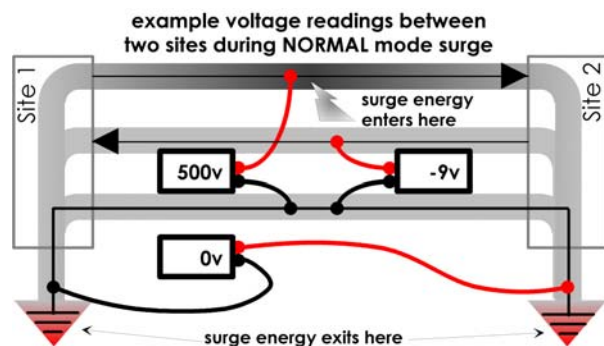 example voltage readings between
two sites during NORMAL mode surge
Site 1
Site 2
surge energy
enters here
500v
-9v
0v
surge energy exits here